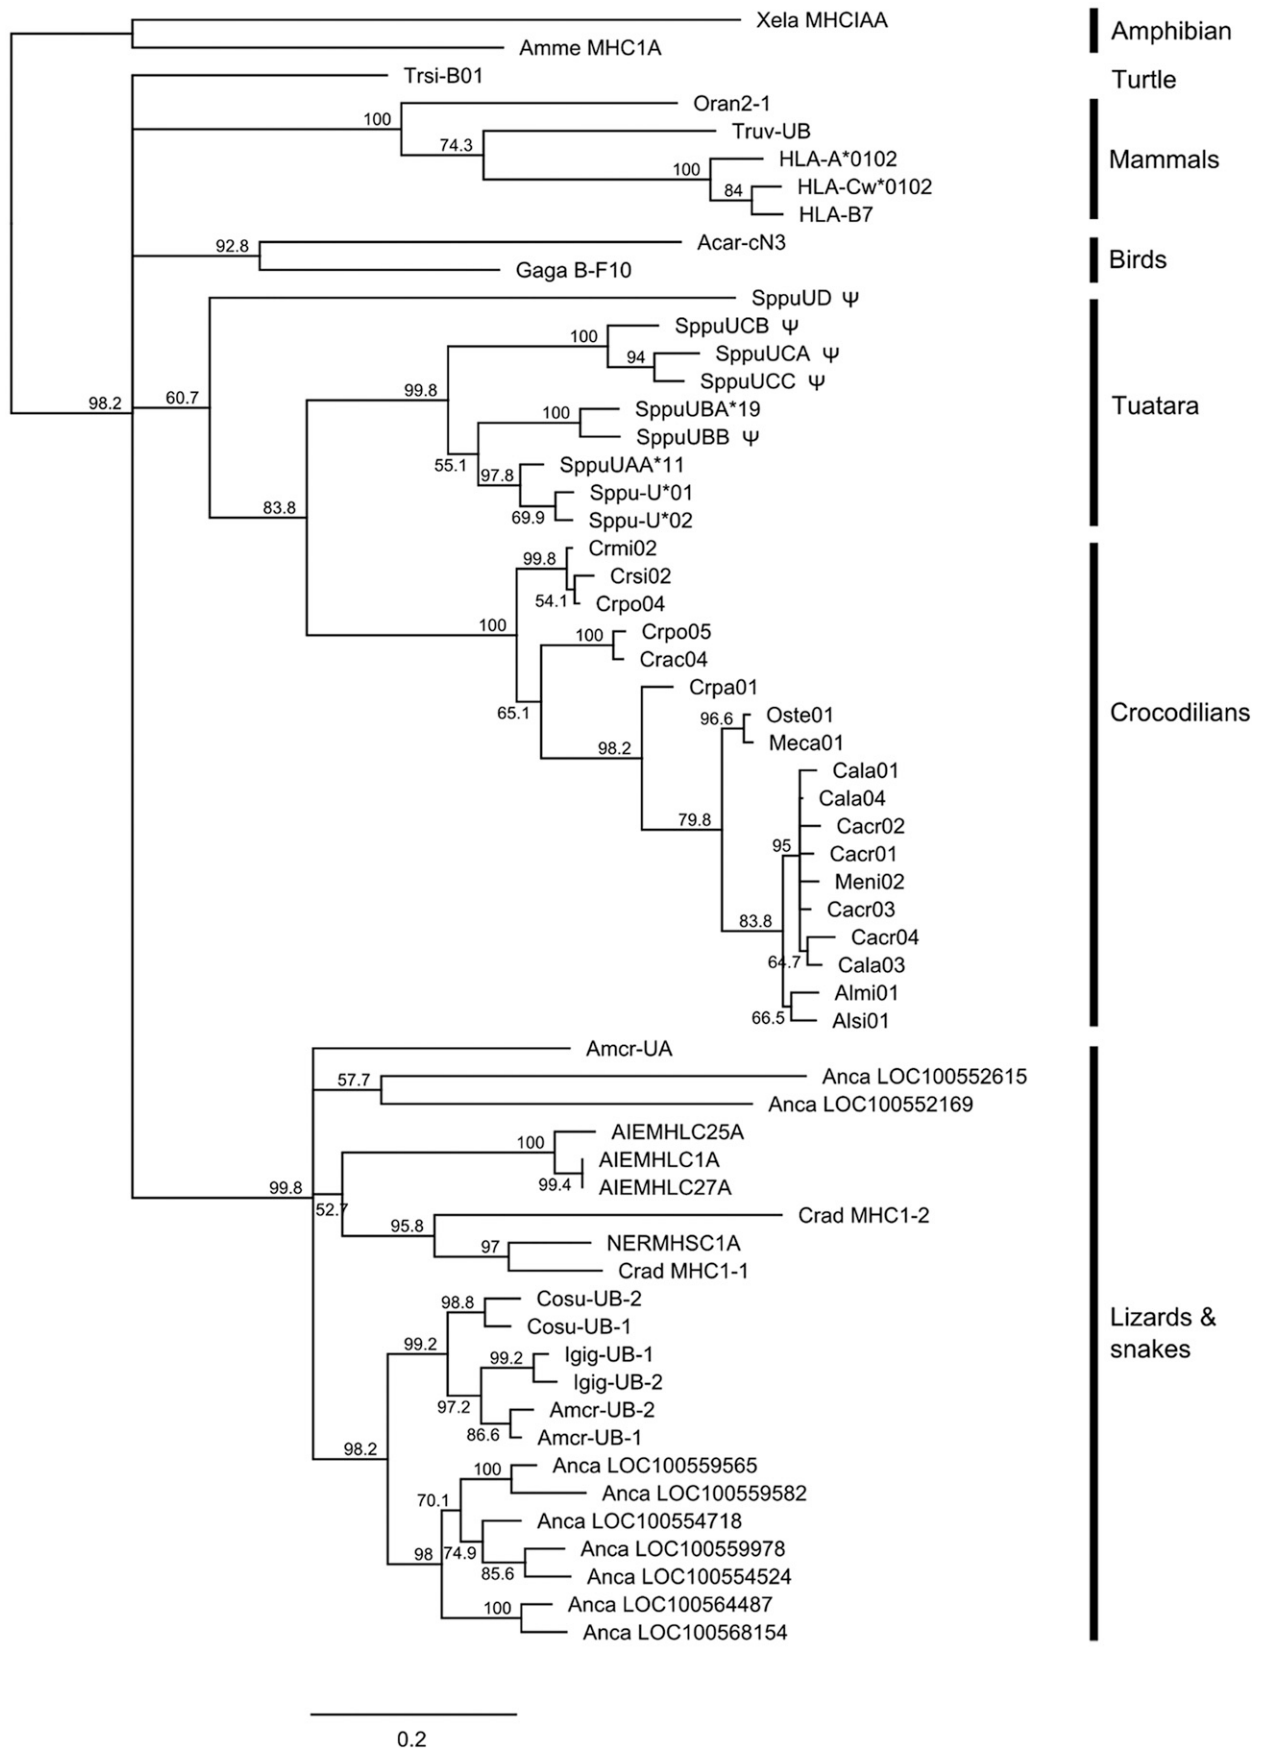 Xela MHCIAA
Amphibian
Amme MHC1A
Trsi-B01
Turtle
Oran2-1
100
Truv-UB
74.3
HLA-A*0102
Mammals
100
HLA-Cw*0102
84
HLA-B7
Acar-cN3
92.8
Birds
Gaga B-F10
SppuUD Ψ
SppuUCB Ψ
100
SppuUCA Ψ
94
SppuUCC Ψ
99.8
60.7
98.2
SppuUBA*19
Tuatara
100
SppuUBB Ψ
55.1
SppuUAA*11
97.8
Sppu-U*01
83.8
69.9
Sppu-U*02
Crmi02
99.8
Crsi02
54.1
Crpo04
100
Crpo05
100
Crac04
Crpa01
65.1
Oste01
96.6
Crocodilians
Meca01
98.2
Cala01
Cala04
79.8
Cacr02
95
Cacr01
Meni02
Cacr03
83.8
Cacr04
64.7
Cala03
Almi01
66.5
Alsi01
Amcr-UA
57.7
Anca LOC100552615
Anca LOC100552169
AIEMHLC25A
100
AIEMHLC1A
99.4
AIEMHLC27A
99.8
52.7
Crad MHC1-2
95.8
NERMHSC1A
97
Crad MHC1-1
Cosu-UB-2
98.8
Cosu-UB-1
Lizards &
snakes
99.2
Igig-UB-1
99.2
Igig-UB-2
97.2
Amcr-UB-2
86.6
Amcr-UB-1
98.2
Anca LOC100559565
100
Anca LOC100559582
70.1
Anca LOC100554718
98
74.9
Anca LOC100559978
85.6
Anca LOC100554524
Anca LOC100564487
100
Anca LOC100568154
0.2